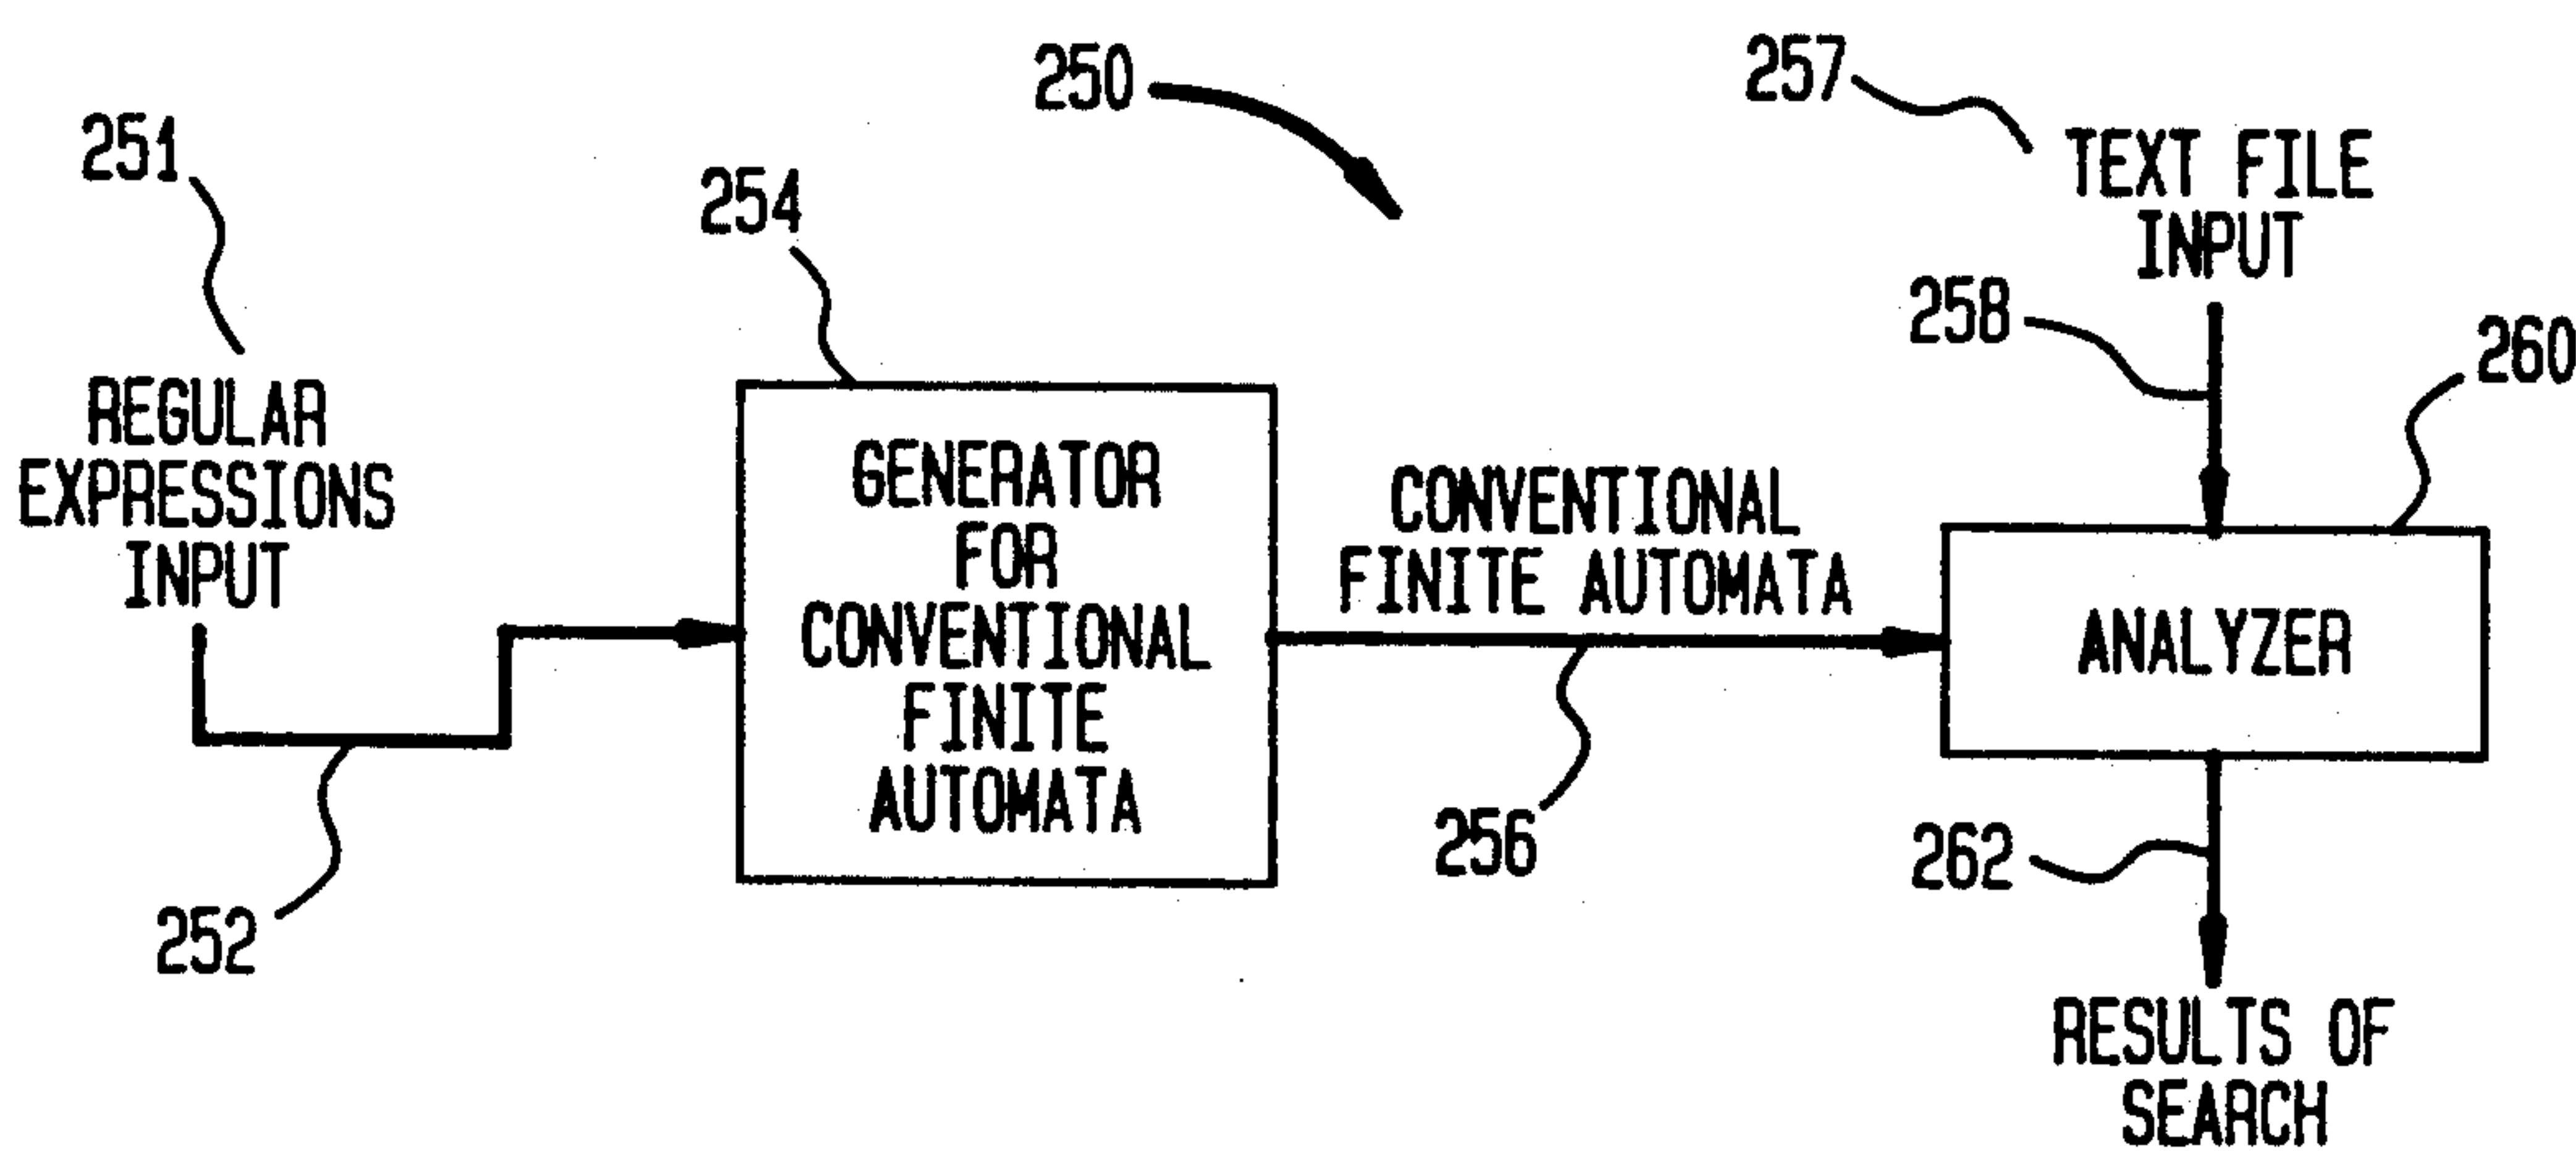 250
257
251
TEXT FILE
INPUT
254
258
260
REGULAR
EXPRESSIONS
INPUT
GENERATOR
FOR
CONVENTIONAL
FINITE
AUTOMATA
CONVENTIONAL
FINITE AUTOMATA
ANALYZER
252
256
262
RESULTS OF
SEARCH